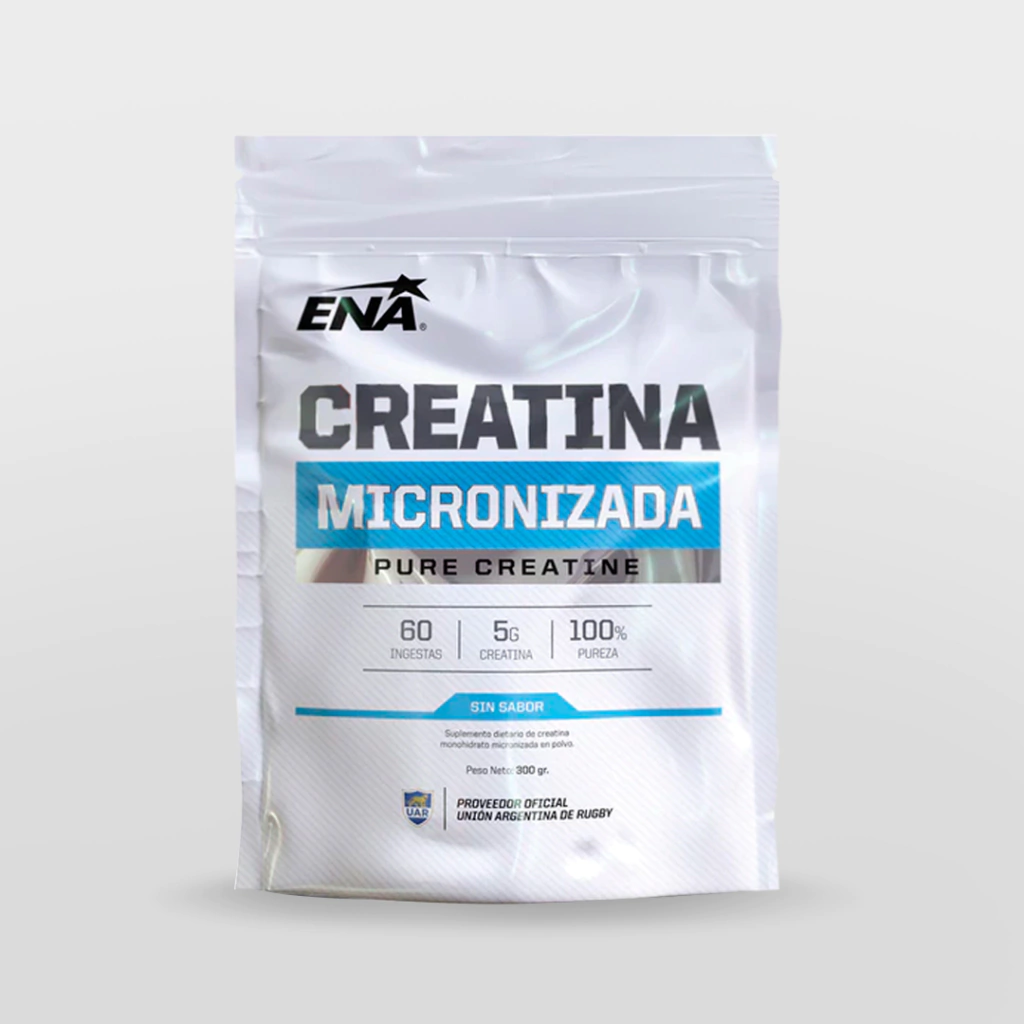 ENA®
CREATINA
MICRONIZADA
PURE CREATINE
60 INGESTAS
5G CREATINA
100% PUREZA
SIN SABOR
Suplemento dietario de creatina
monohidrato micronizada en polvo.
Peso Neto: 300 gr.
UAR
PROVEEDOR OFICIAL
UNIÓN ARGENTINA DE RUGBY